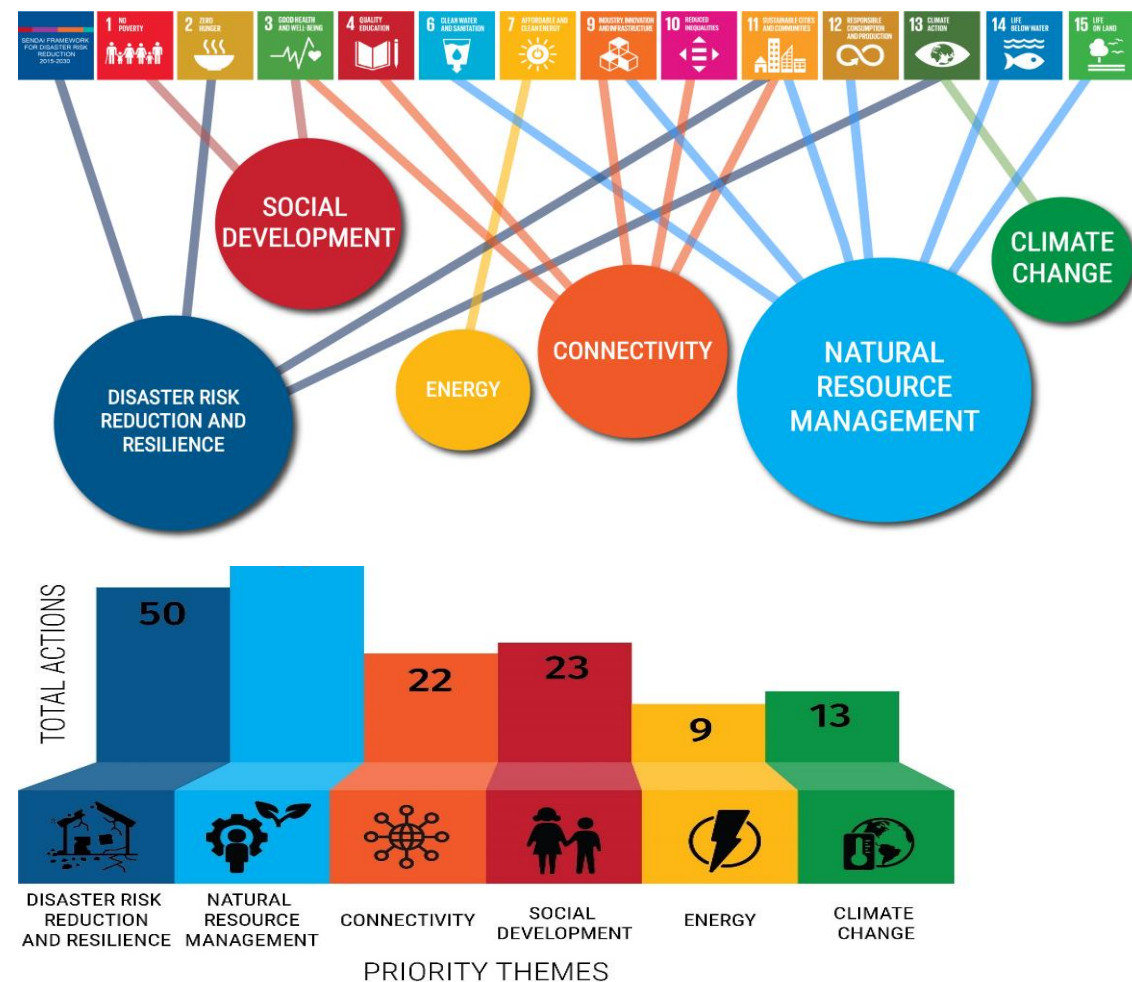 SENDAI FRAMEWORK
FOR DISASTER RISK
REDUCTION
2015-2030
1 NO
POVERTY
2 ZERO
HUNGER
3 GOOD HEALTH
AND WELL-BEING
4 QUALITY
EDUCATION
6 CLEAN WATER
AND SANITATION
7 AFFORDABLE AND
CLEAN ENERGY
9 INDUSTRY, INNOVATION
AND INFRASTRUCTURE
10 REDUCED
INEQUALITIES
11 SUSTAINABLE CITIES
AND COMMUNITIES
12 RESPONSIBLE
CONSUMPTION
AND PRODUCTION
13 CLIMATE
ACTION
14 LIFE
BELOW WATER
15 LIFE
ON LAND
SOCIAL
DEVELOPMENT
CLIMATE
CHANGE
DISASTER RISK
REDUCTION AND
RESILIENCE
ENERGY
CONNECTIVITY
NATURAL
RESOURCE
MANAGEMENT
TOTAL ACTIONS
50
22
23
9
13
DISASTER RISK
REDUCTION
AND RESILIENCE
NATURAL
RESOURCE
MANAGEMENT
CONNECTIVITY
SOCIAL
DEVELOPMENT
ENERGY
CLIMATE
CHANGE
PRIORITY THEMES